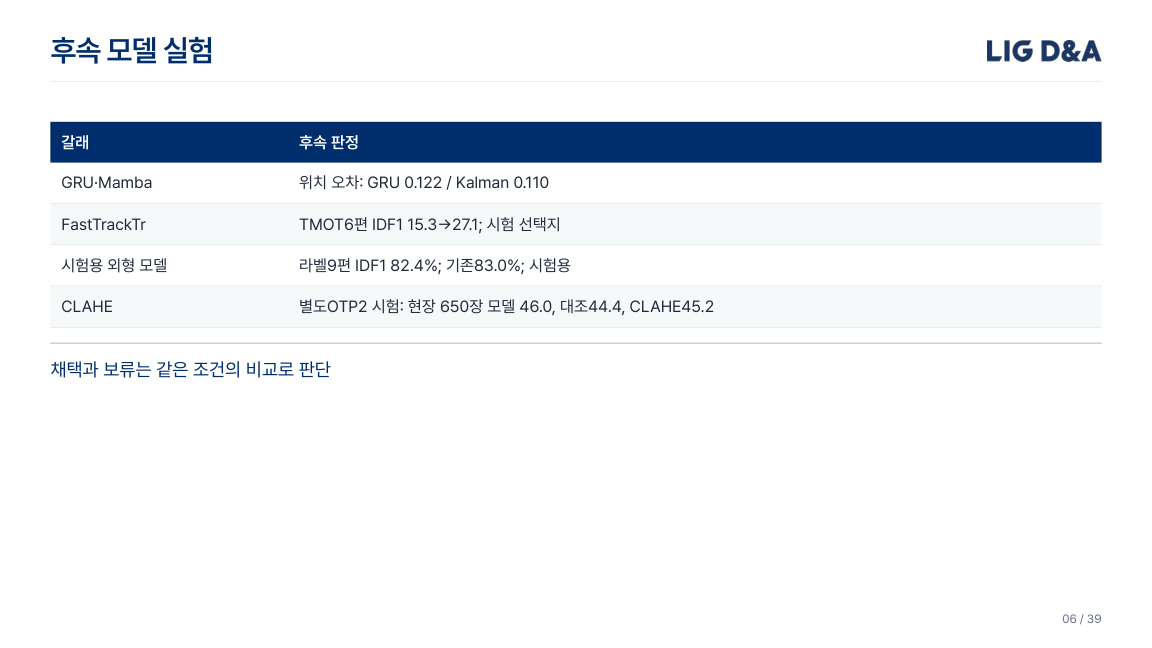 후속 모델 실험
LIG D&A
갈래 후속 판정
GRU·Mamba 위치 오차: GRU 0.122 / Kalman 0.110
FastTrackTr TMOT6편 IDF1 15.3→27.1; 시험 선택지
시험용 외형 모델 라벨9편 IDF1 82.4%; 기존83.0%; 시험용
CLAHE 별도OTP2 시험: 현장 650장 모델 46.0, 대조44.4, CLAHE45.2
채택과 보류는 같은 조건의 비교로 판단
06 / 39